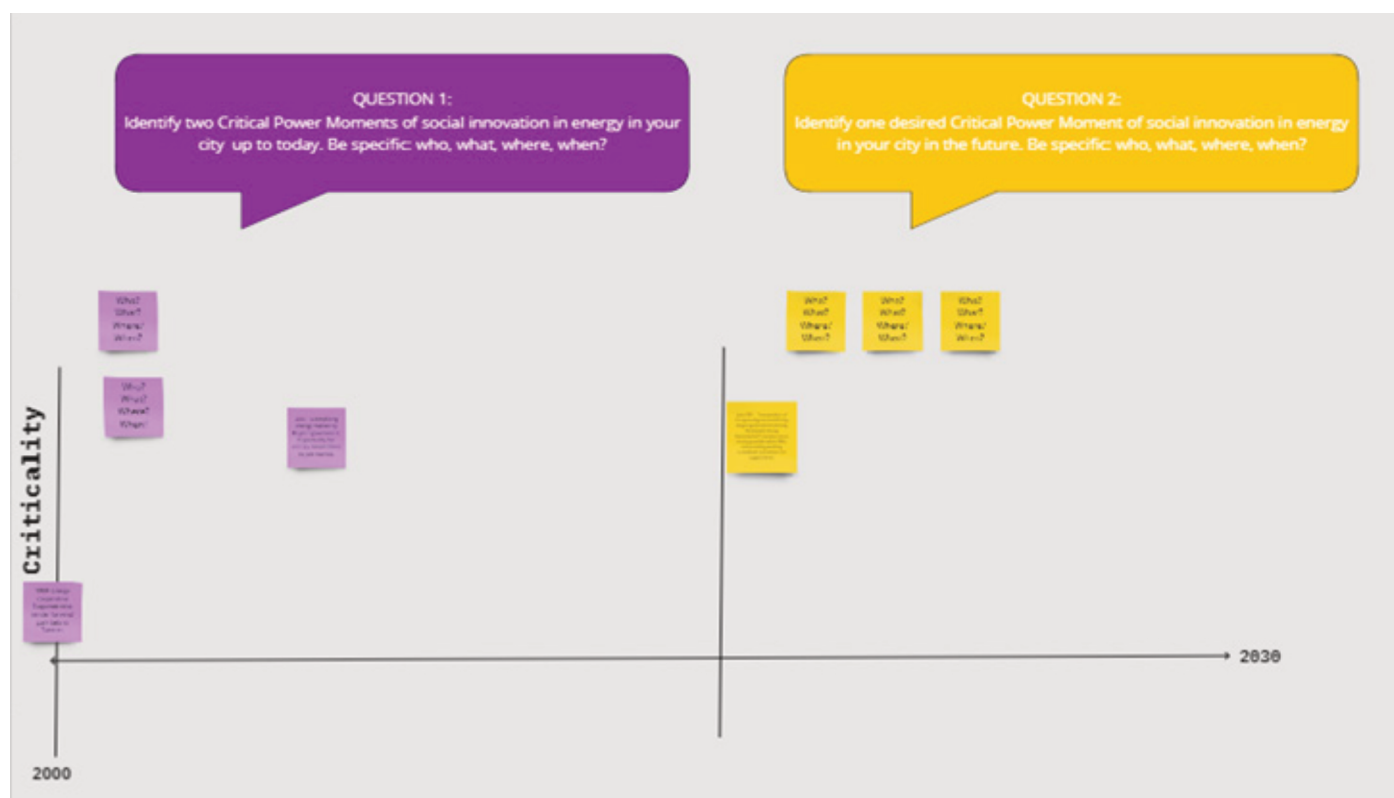 QUESTION 1:
Identify two Critical Power Moments of social innovation in energy in your
city up to today. Be specific: who, what, where, when?
QUESTION 2:
Identify one desired Critical Power Moment of social innovation in energy
in your city in the future. Be specific: who, what, where, when?
Who?
What?
Where?
When?
Who?
What?
Where?
When?
Who?
What?
Where?
When?
Who?
What?
Where?
When?
Who?
What?
Where?
When?
Criticality
2030
2000